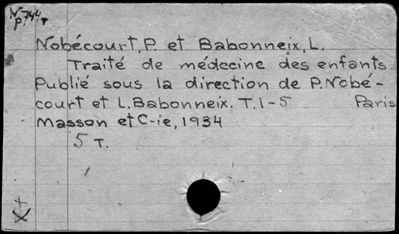 Nobécourt, P. et Babonneix, L.
Traité de médecine des enfants
Publié sous la direction de P. Nobé-
court et L. Babonneix. T. 1-5 Paris
Masson et C-ie, 1934
5 T.